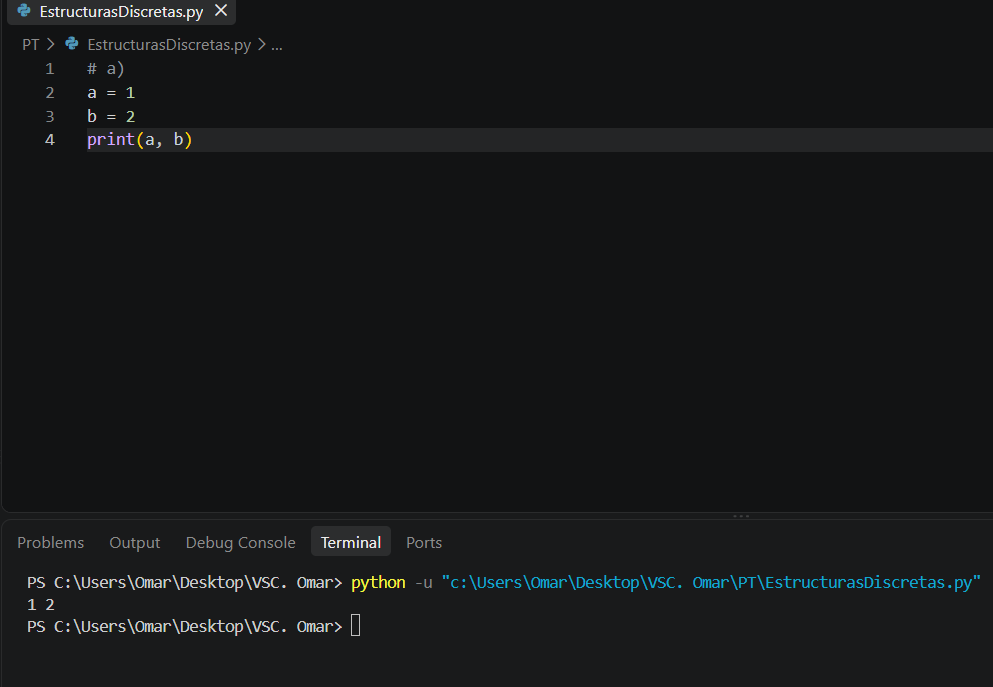 EstructurasDiscretas.py ×
PT > EstructurasDiscretas.py > ...
1 # a)
2 a = 1
3 b = 2
4 print(a, b)
Problems Output Debug Console Terminal Ports
PS C:\Users\Omar\Desktop\VSC. Omar> python -u "c:\Users\Omar\Desktop\VSC. Omar\PT\EstructurasDiscretas.py"
1 2
PS C:\Users\Omar\Desktop\VSC. Omar>